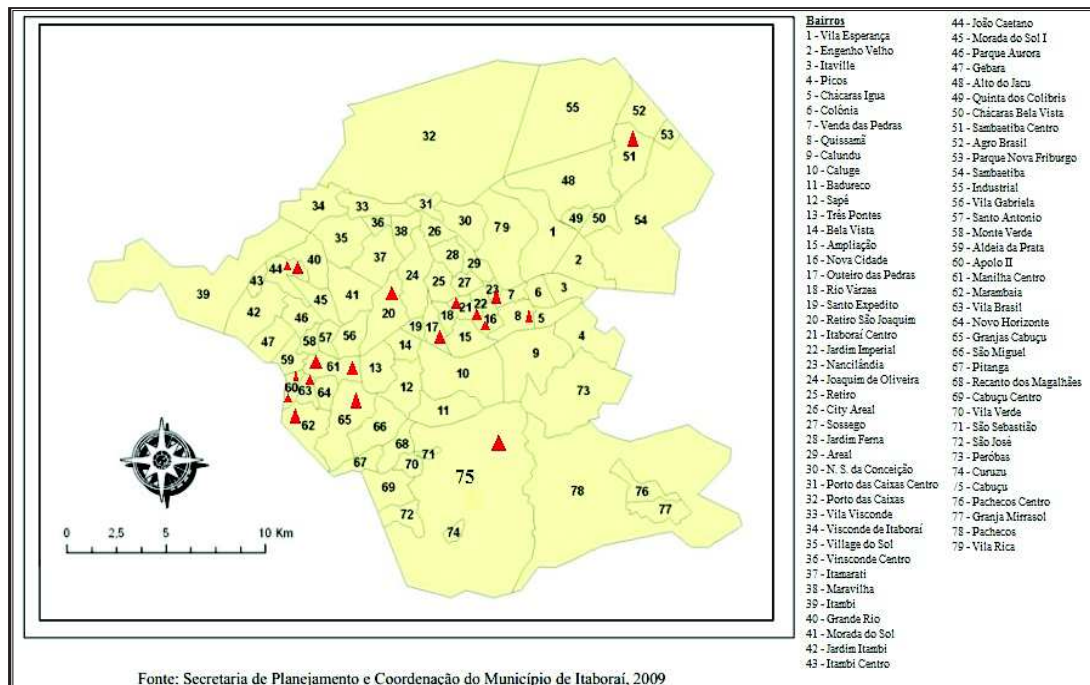 55
52
53
32
51
48
34
33
31
36
38
26
30
79
49
50
54
1
35
28
2
37
29
44
40
24
25
27
43
23
7
6
3
39
45
41
22
21
42
46
20
18
16
8
5
19
17
15
4
47
58
57
56
14
9
59
61
13
10
60
63
64
12
73
62
65
66
11
68
71
67
70
75
69
78
76
77
72
74
0
2,5
5
10 Km
Fonte: Secretaria de Planejamento e Coordenação do Município de Itaboraí, 2009
Bairros
1 - Vila Esperança
2 - Engenho Velho
3 - Itaville
4 - Picos
5 - Chácaras Igua
6 - Colônia
7 - Venda das Pedras
8 - Quissamã
9 - Calundu
10 - Caluge
11 - Badureco
12 - Sapé
13 - Três Pontes
14 - Bela Vista
15 - Ampliação
16 - Nova Cidade
17 - Outeiro das Pedras
18 - Rio Várzea
19 - Santo Expedito
20 - Retiro São Joaquim
21 - Itaboraí Centro
22 - Jardim Imperial
23 - Nancilândia
24 - Joaquim de Oliveira
25 - Retiro
26 - City Areal
27 - Sossego
28 - Jardim Ferna
29 - Areal
30 - N. S. da Conceição
31 - Porto das Caixas Centro
32 - Porto das Caixas
33 - Vila Visconde
34 - Visconde de Itaboraí
35 - Village do Sol
36 - Vinsconde Centro
37 - Itamarati
38 - Maravilha
39 - Itambi
40 - Grande Rio
41 - Morada do Sol
42 - Jardim Itambi
43 - Itambi Centro
44 - João Caetano
45 - Morada do Sol I
46 - Parque Aurora
47 - Gebara
48 - Alto do Jacu
49 - Quinta dos Colibris
50 - Chácaras Bela Vista
51 - Sambaetiba Centro
52 - Agro Brasil
53 - Parque Nova Friburgo
54 - Sambaetiba
55 - Industrial
56 - Vila Gabriela
57 - Santo Antonio
58 - Monte Verde
59 - Aldeia da Prata
60 - Apolo II
61 - Manilha Centro
62 - Marambaia
63 - Vila Brasil
64 - Novo Horizonte
65 - Granjas Cabuçu
66 - São Miguel
67 - Pitanga
68 - Recanto dos Magalhães
69 - Cabuçu Centro
70 - Vila Verde
71 - São Sebastião
72 - São José
73 - Peróbas
74 - Curuzu
75 - Cabuçu
76 - Pachecos Centro
77 - Granja Mirrasol
78 - Pachecos
79 - Vila Rica